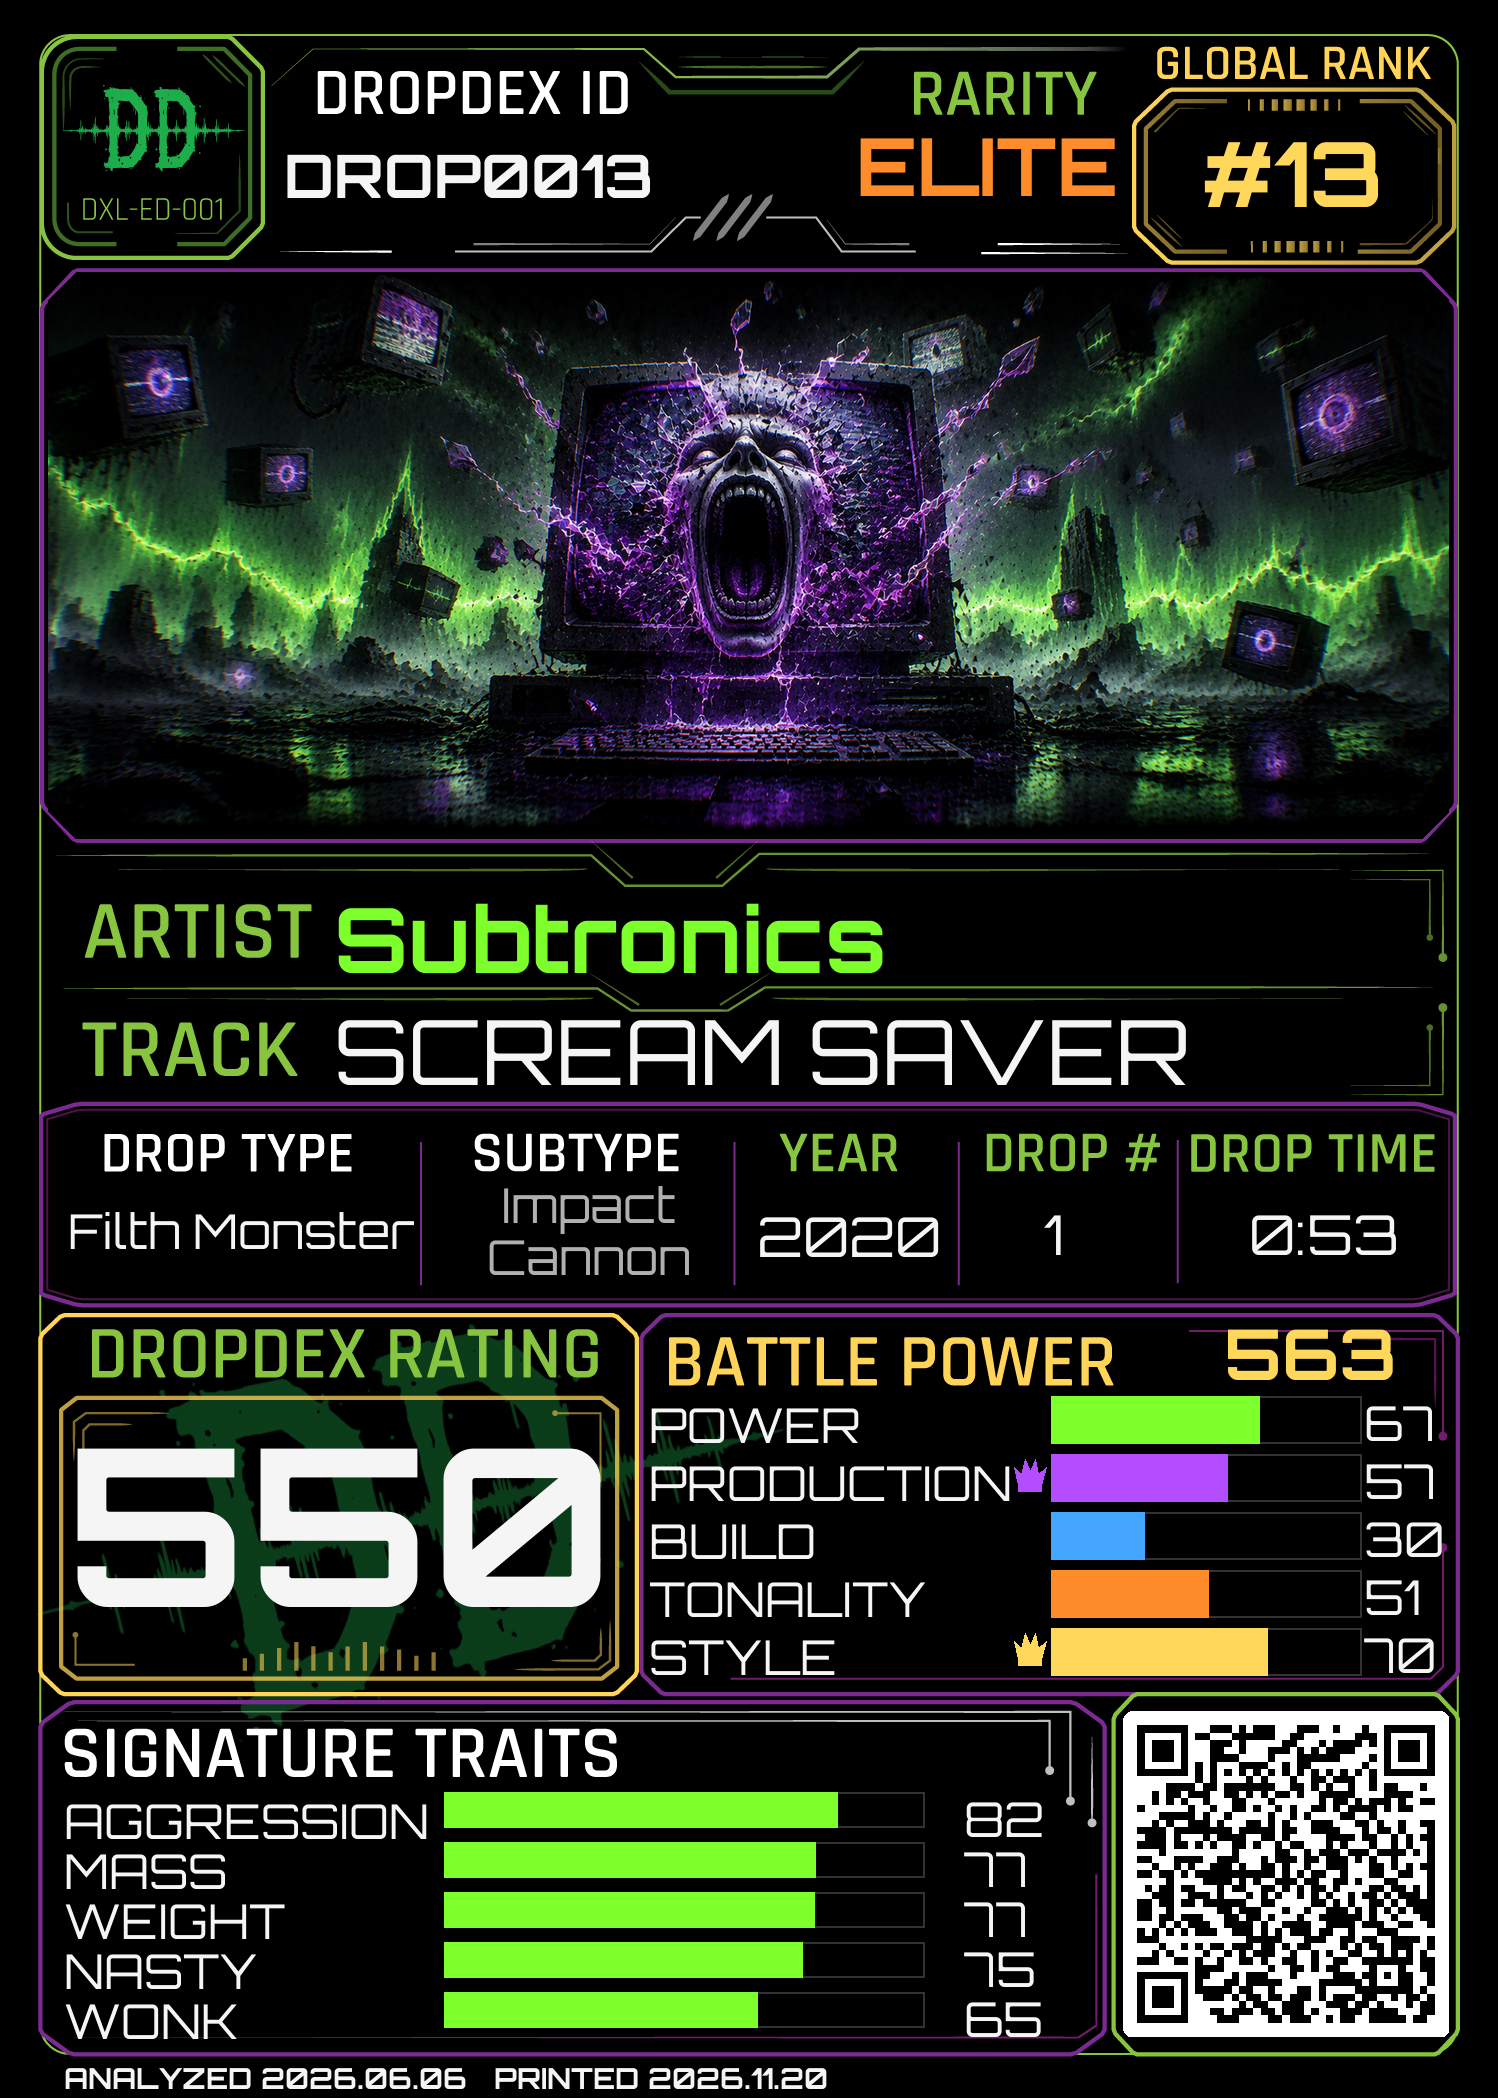 DD
DXL-ED-001
DROPDEX ID
DROP0013
RARITY
ELITE
GLOBAL RANK
#13
ARTIST Subtronics
TRACK SCREAM SAVER
DROP TYPE
Filth Monster
SUBTYPE
Impact
Cannon
YEAR
2020
DROP #
1
DROP TIME
0:53
DROPDEX RATING
550
BATTLE POWER 563
POWER 67
PRODUCTION 57
BUILD 30
TONALITY 51
STYLE 70
SIGNATURE TRAITS
AGGRESSION 82
MASS 77
WEIGHT 77
NASTY 75
WONK 65
ANALYZED 2026.06.06 PRINTED 2026.11.20